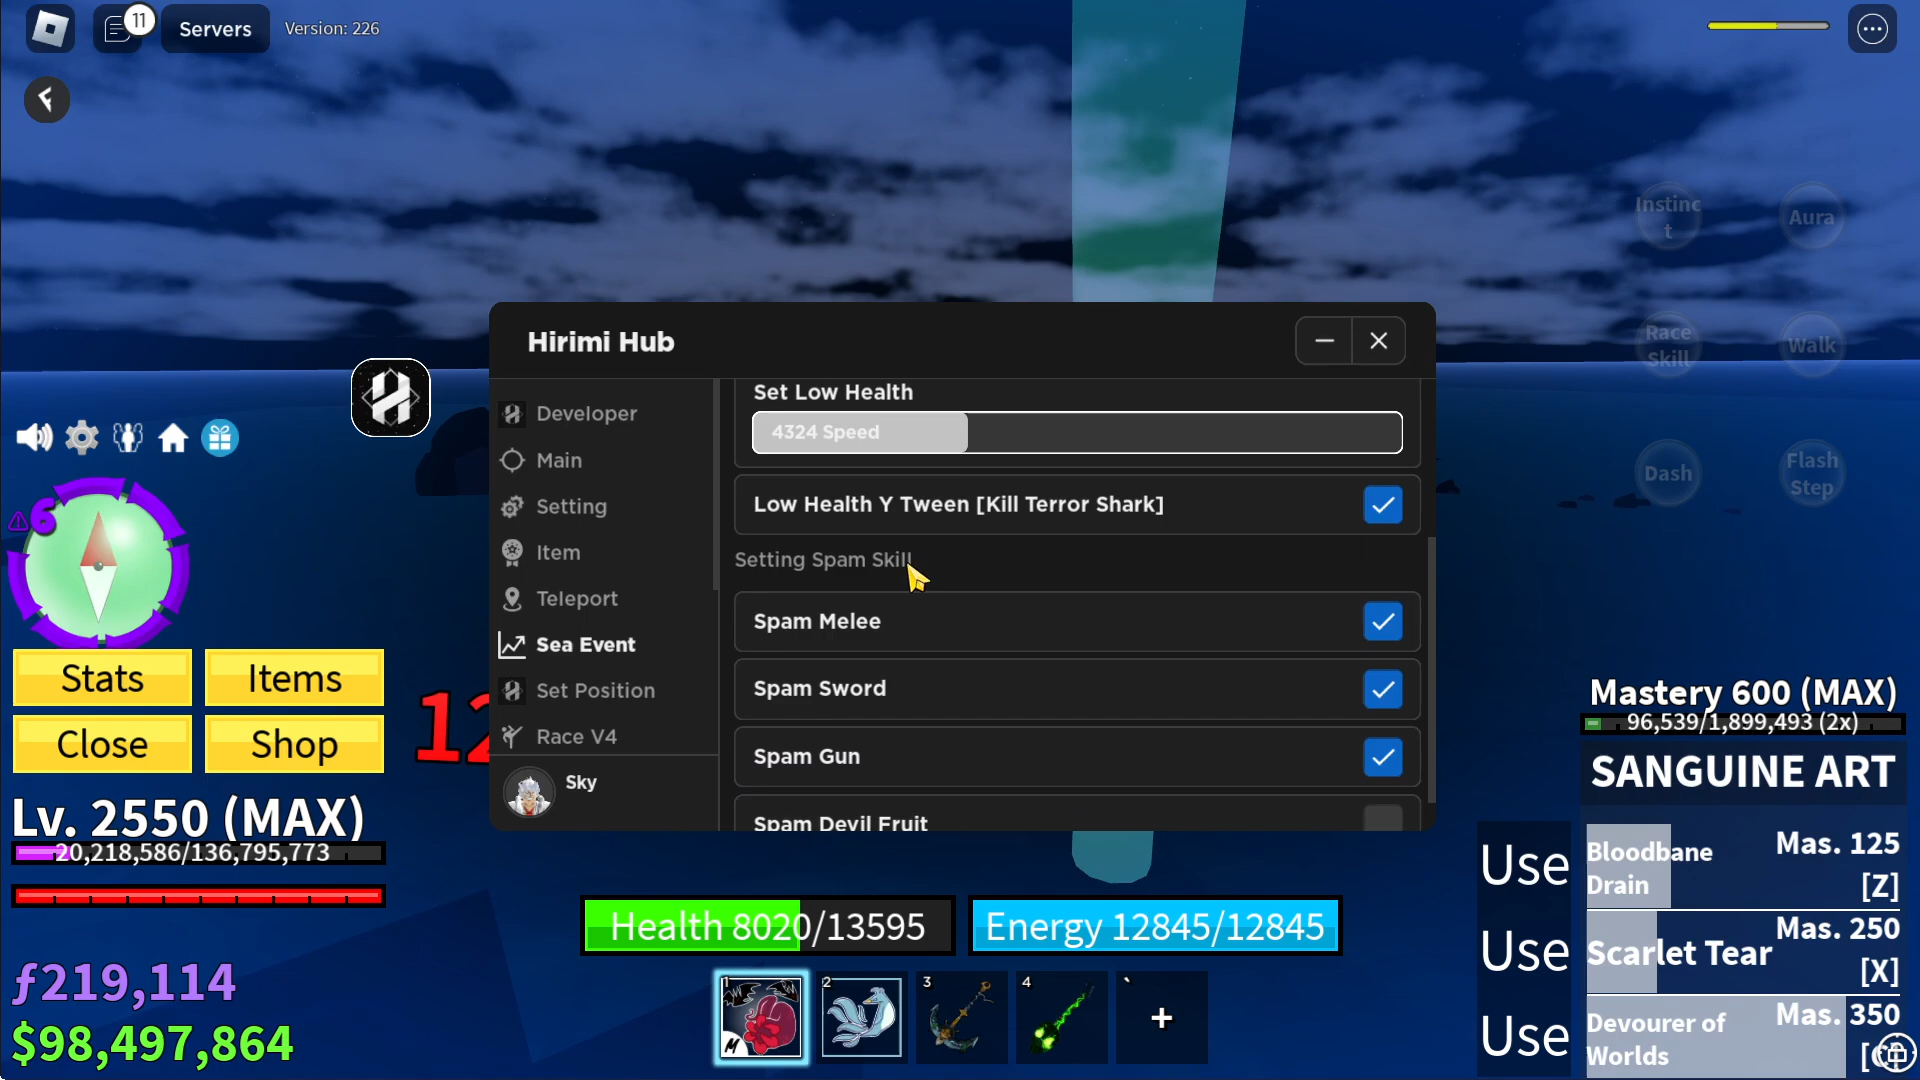 11
Servers
Version: 226
Instinc
t
Aura
Race
Skill
Walk
Dash
Flash
Step
Hirimi Hub
Developer
Main
Setting
Item
Teleport
Sea Event
Set Position
Race V4
Sky
Set Low Health
4324 Speed
Low Health Y Tween [Kill Terror Shark]
Setting Spam Skill
Spam Melee
Spam Sword
Spam Gun
Spam Devil Fruit
6
Stats
Items
Close
Shop
12
Lv. 2550 (MAX)
20,218,586/136,795,773
ƒ219,114
$98,497,864
Health 8020/13595
Energy 12845/12845
1
M
2
3
4
` +
Mastery 600 (MAX)
96,539/1,899,493 (2x)
SANGUINE ART
Use
Bloodbane
Drain
Mas. 125
[Z]
Use
Scarlet Tear
Mas. 250
[X]
Use
Devourer of
Worlds
Mas. 350